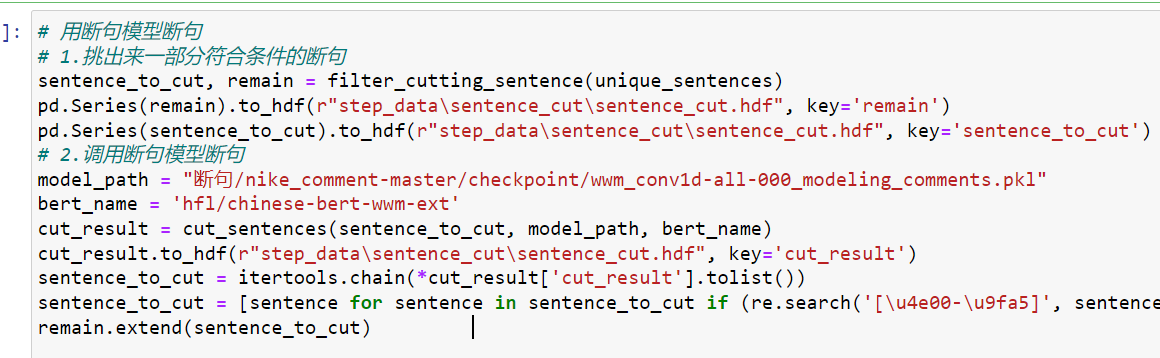 ]: # 用断句模型断句
# 1.挑出来一部分符合条件的断句
sentence_to_cut, remain = filter_cutting_sentence(unique_sentences)
pd.Series(remain).to_hdf(r"step_data\sentence_cut\sentence_cut.hdf", key='remain')
pd.Series(sentence_to_cut).to_hdf(r"step_data\sentence_cut\sentence_cut.hdf", key='sentence_to_cut')
# 2.调用断句模型断句
model_path = "断句/nike_comment-master/checkpoint/wwm_conv1d-all-000_modeling_comments.pkl"
bert_name = 'hfl/chinese-bert-wwm-ext'
cut_result = cut_sentences(sentence_to_cut, model_path, bert_name)
cut_result.to_hdf(r"step_data\sentence_cut\sentence_cut.hdf", key='cut_result')
sentence_to_cut = itertools.chain(*cut_result['cut_result'].tolist())
sentence_to_cut = [sentence for sentence in sentence_to_cut if (re.search('[\u4e00-\u9fa5]', sentence
remain.extend(sentence_to_cut)